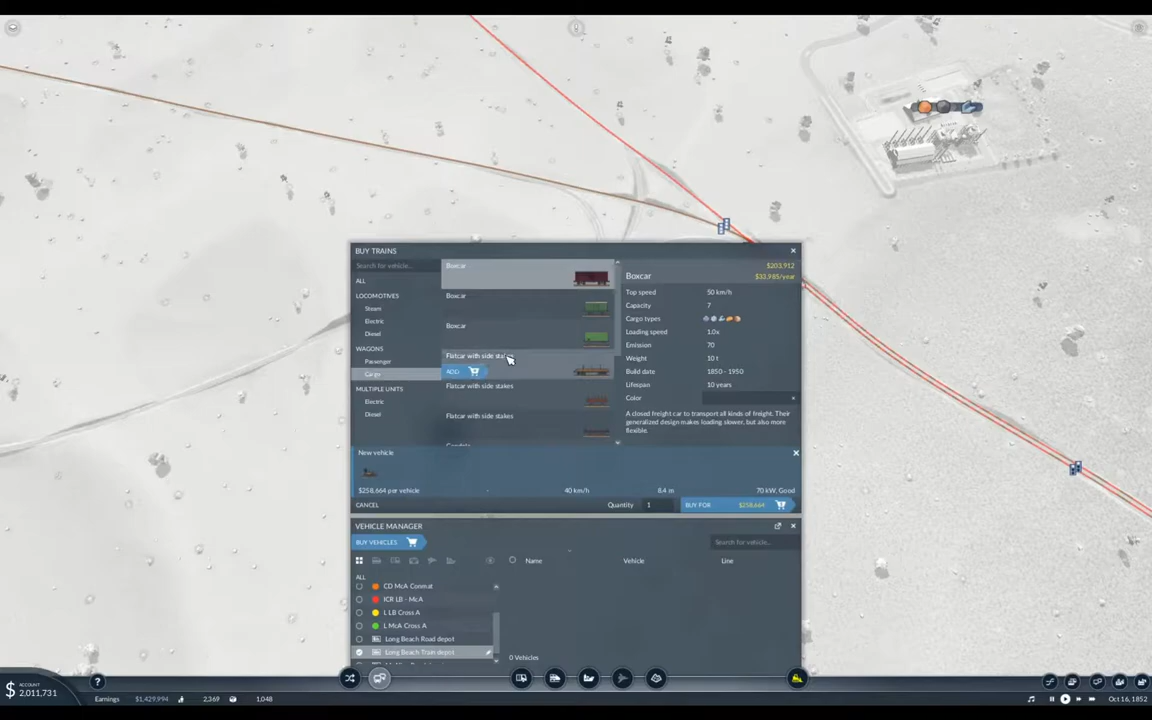 BUY TRAINS
Search for vehicle...
ALL
LOCOMOTIVES
Steam
Electric
Diesel
WAGONS
Passenger
Cargo
MULTIPLE UNITS
Electric
Diesel
Boxcar
Boxcar
Boxcar
Flatcar with side stakes
ADD
Flatcar with side stakes
Flatcar with side stakes
Gondola
$203,912
Boxcar
$33,985/year
Top speed 50 km/h
Capacity 7
Cargo types
Loading speed 1.0x
Emission 70
Weight 10 t
Build date 1850 - 1950
Lifespan 10 years
Color
A closed freight car to transport all kinds of freight. Their
generalized design makes loading slower, but also more
flexible.
New vehicle
$258,664 per vehicle - 40 km/h 8.4 m 70 kW, Good
CANCEL Quantity 1 BUY FOR $258,664
VEHICLE MANAGER
BUY VEHICLES Search for vehicle...
Name Vehicle Line
ALL
CD McA Conmat
ICR LB - McA
L LB Cross A
L McA Cross A
Long Beach Road depot
Long Beach Train depot
0 Vehicles
$ ACCOUNT
2,011,731
?
Earnings $1,429,994 2,369 1,048
Oct 16, 1852